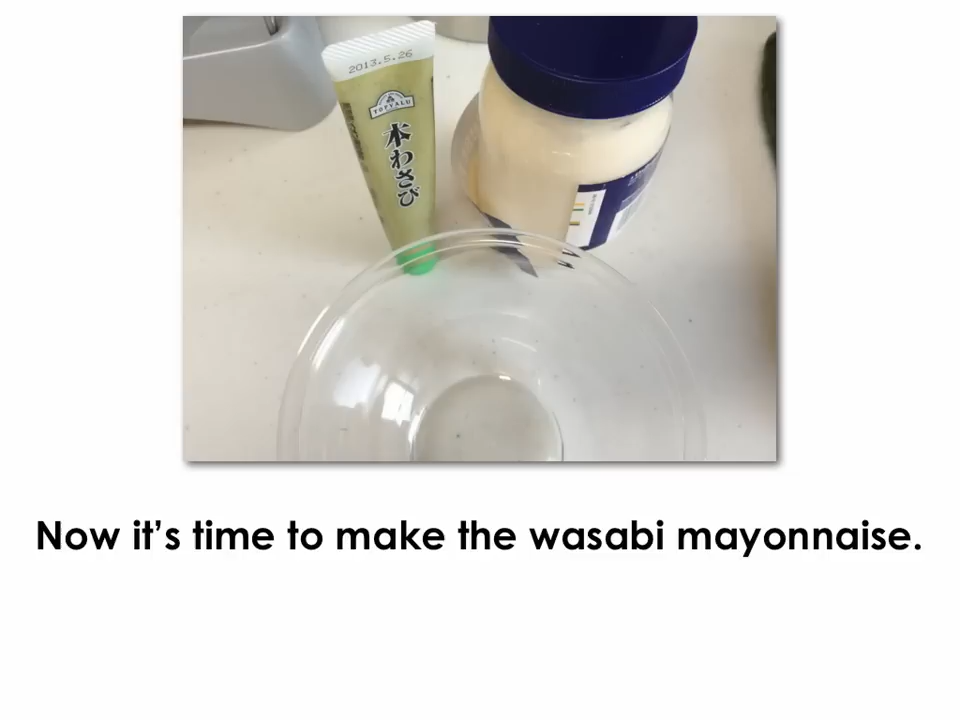 2013.5.26
TOPVALU
本わさび
Now it's time to make the wasabi mayonnaise.